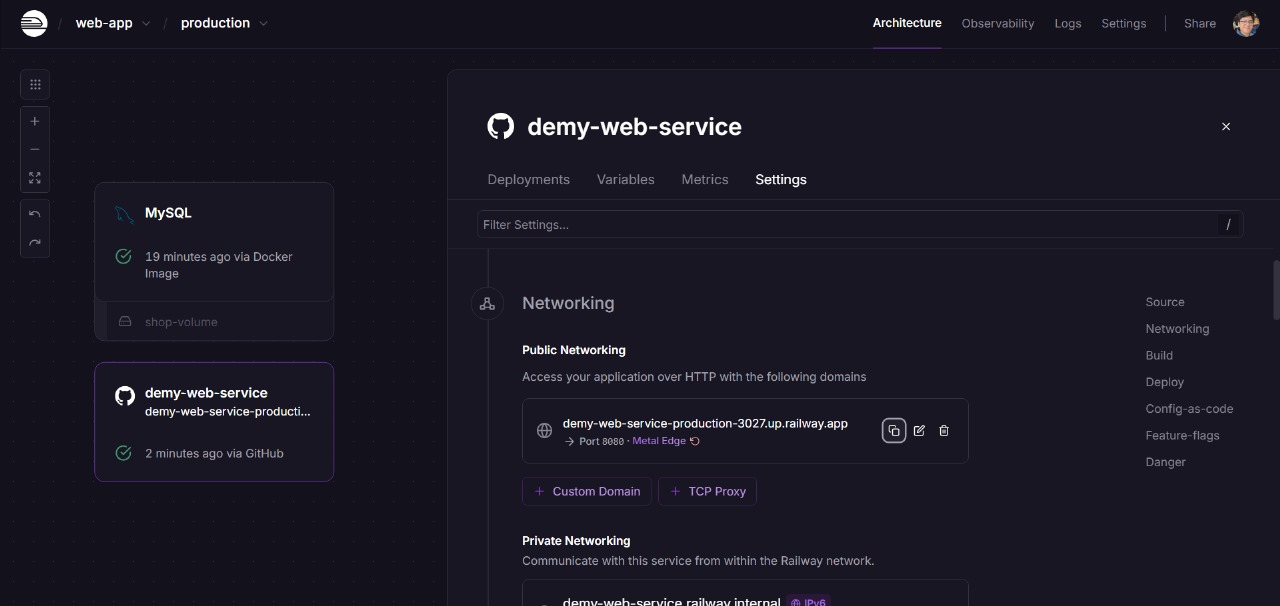 / web-app / production
Architecture Observability Logs Settings Share
demy-web-service
Deployments Variables Metrics Settings
Filter Settings... /
MySQL
19 minutes ago via Docker
Image
shop-volume
demy-web-service
demy-web-service-producti...
2 minutes ago via GitHub
Networking
Public Networking
Access your application over HTTP with the following domains
demy-web-service-production-3027.up.railway.app
→ Port 8080 · Metal Edge
+ Custom Domain
+ TCP Proxy
Private Networking
Communicate with this service from within the Railway network.
demy-web-service.railway.internal IPv6
Source
Networking
Build
Deploy
Config-as-code
Feature-flags
Danger